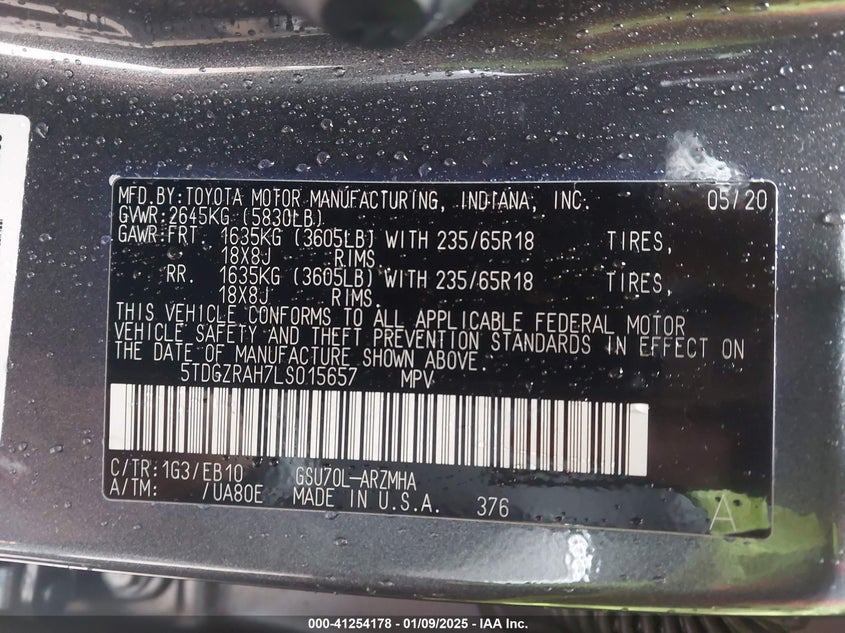 MFD.BY:TOYOTA MOTOR MANUFACTURING, INDIANA, INC. 05/20
GVWR:2645KG (5830LB)
GAWR:FRT. 1635KG (3605LB) WITH 235/65R18 TIRES,
18X8J RIMS.
RR. 1635KG (3605LB) WITH 235/65R18 TIRES,
18X8J RIMS.
THIS VEHICLE CONFORMS TO ALL APPLICABLE FEDERAL MOTOR
VEHICLE SAFETY AND THEFT PREVENTION STANDARDS IN EFFECT ON
THE DATE OF MANUFACTURE SHOWN ABOVE.
5TDGZRAH7LS015657 MPV
C/TR:1G3/EB10 GSU70L-ARZMHA
A/TM: /UA80E MADE IN U.S.A. 376 A
000-41254178 - 01/09/2025 - IAA Inc.